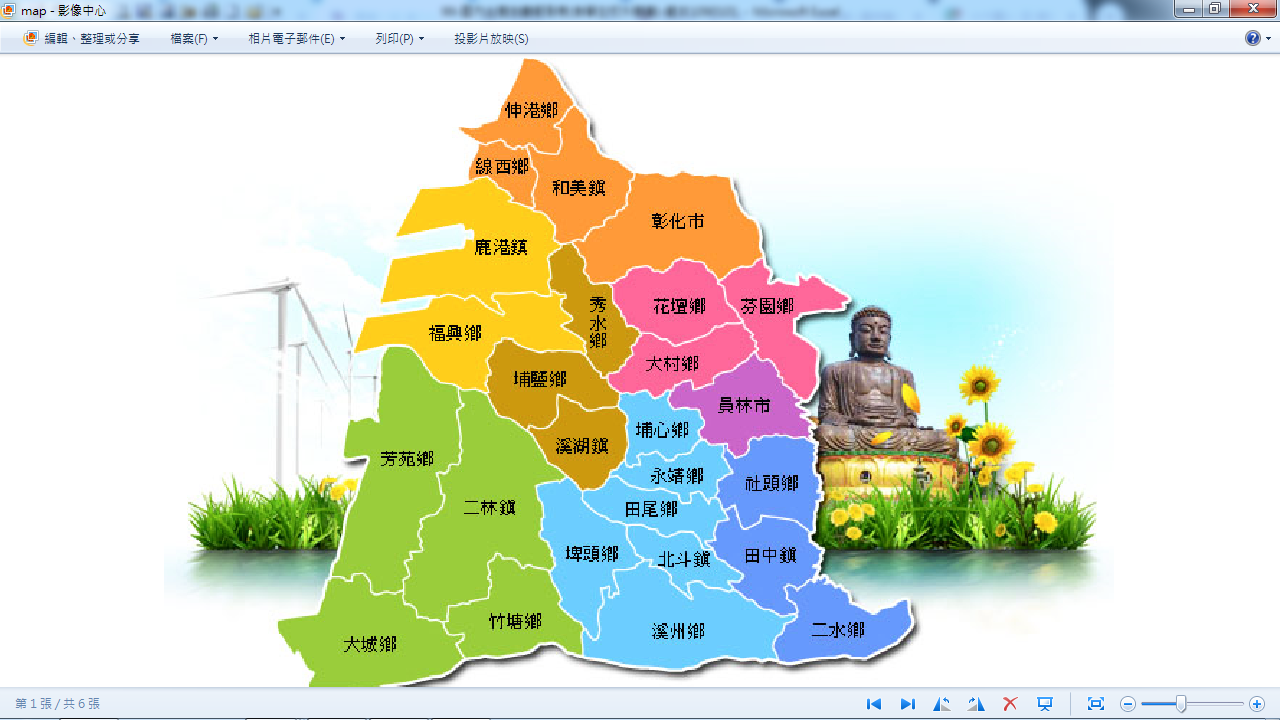 map - 影像中心
編輯、整理或分享
檔案(F)
相片電子郵件(E)
列印(P)
投影片放映(S)
伸港鄉
線西鄉
和美鎮
彰化市
鹿港鎮
秀水鄉
花壇鄉
芬園鄉
福興鄉
大村鄉
埔鹽鄉
員林市
埔心鄉
溪湖鎮
芳苑鄉
永靖鄉
社頭鄉
二林鎮
田尾鄉
埤頭鄉
北斗鎮
田中鎮
竹塘鄉
溪州鄉
二水鄉
大城鄉
第 1 張 / 共 6 張